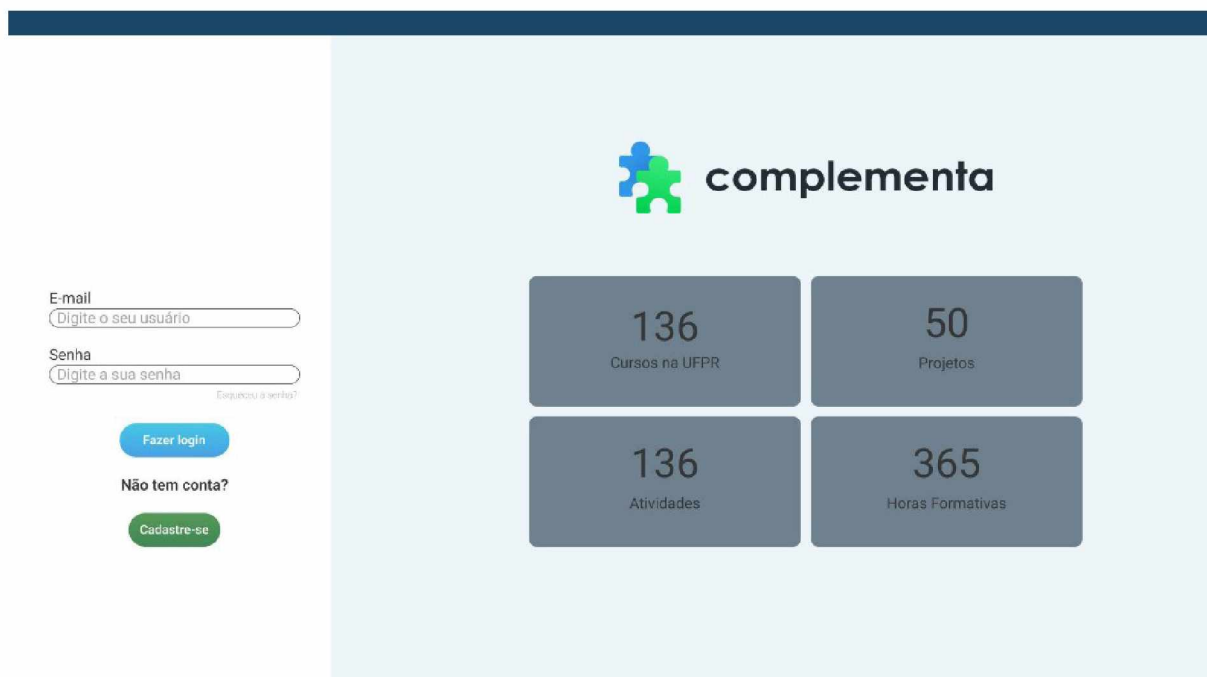 E-mail
Digite o seu usuário
Senha
Digite a sua senha
Esqueceu a senha?
Fazer login
Não tem conta?
Cadastre-se
complementa
136
Cursos na UFPR
50
Projetos
136
Atividades
365
Horas Formativas